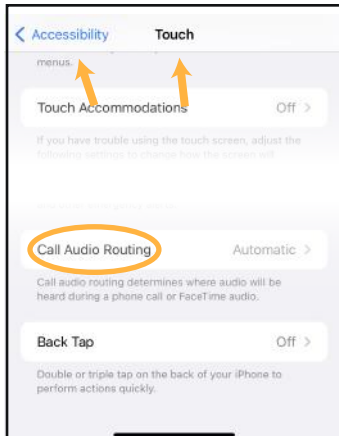 Accessibility Touch
menus.
Touch Accommodations Off
If you have trouble using the touch screen, adjust the
following settings to change how the screen will
Call Audio Routing Automatic
Call audio routing determines where audio will be
heard during a phone call or FaceTime audio.
Back Tap Off
Double or triple tap on the back of your iPhone to
perform actions quickly.